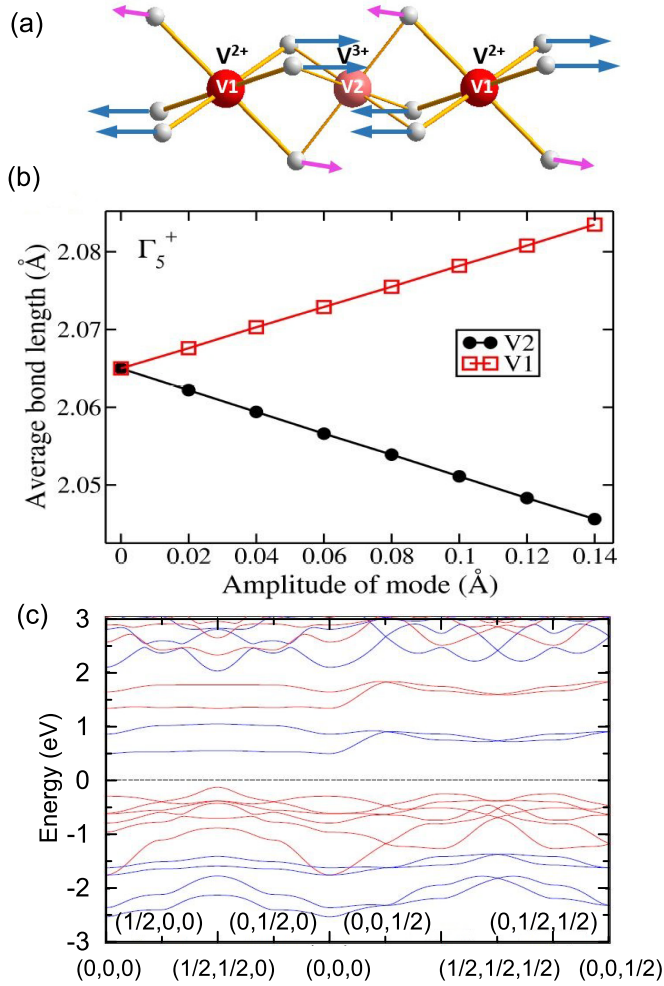 (a)
V²⁺ V³⁺ V²⁺
V1 V2 V1
(b)
Γ₅⁺
2.08
2.07
2.06
2.05
Average bond length (Å)
V2
V1
0 0.02 0.04 0.06 0.08 0.1 0.12 0.14
Amplitude of mode (Å)
(c)
3
2
1
0
-1
-2
-3
Energy (eV)
(1/2,0,0) (0,1/2,0) (0,0,1/2) (0,1/2,1/2)
(0,0,0) (1/2,1/2,0) (0,0,0) (1/2,1/2,1/2) (0,0,1/2)